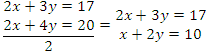 2x + 3y = 17
2x + 4y = 20
2
=
2x + 3y = 17
x + 2y = 10